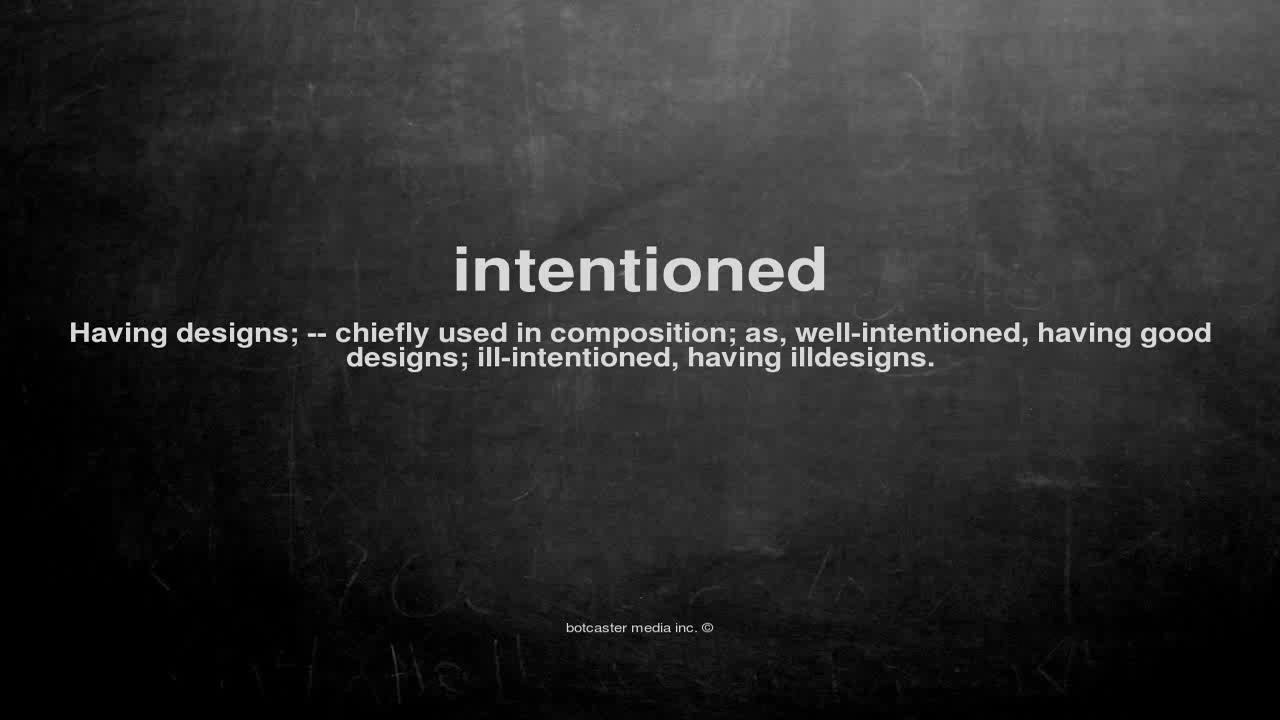 intentioned
Having designs; -- chiefly used in composition; as, well-intentioned, having good
designs; ill-intentioned, having illdesigns.
botcaster media inc. ©